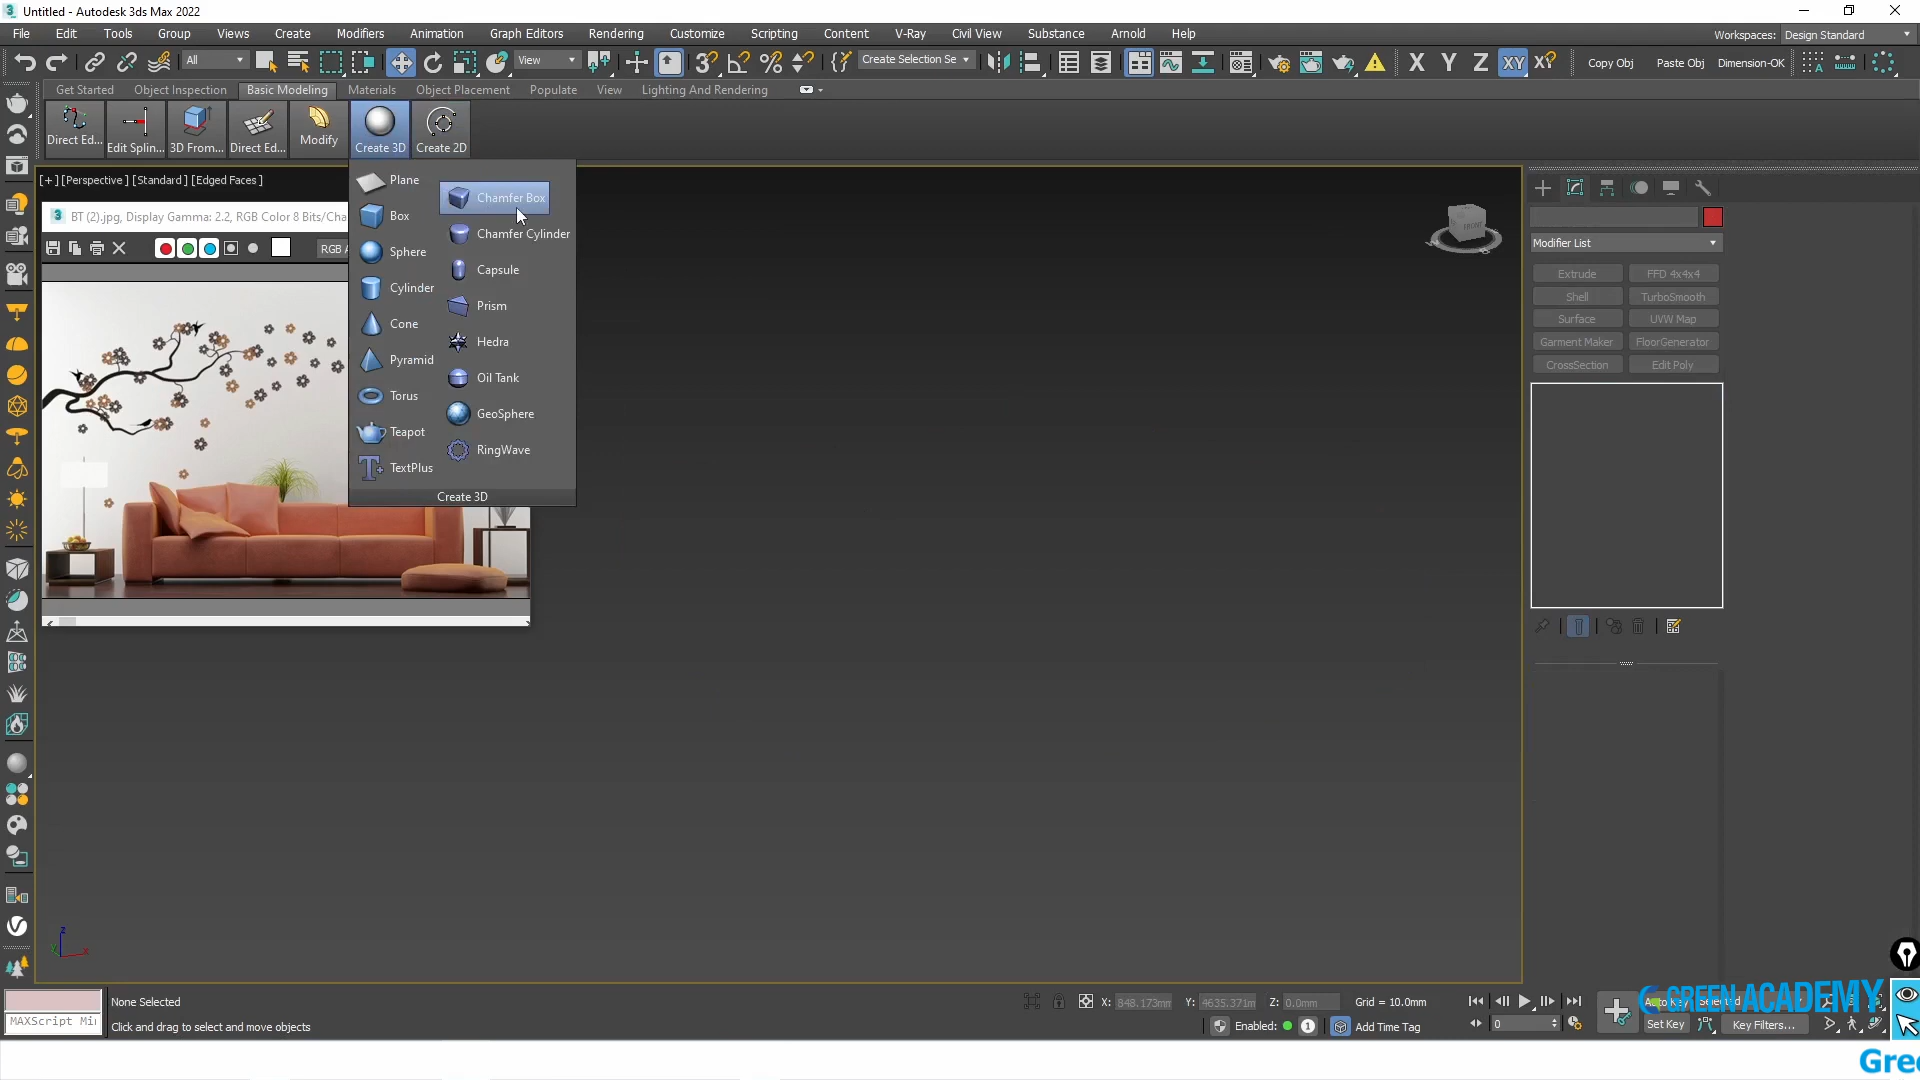 Untitled - Autodesk 3ds Max 2022
File Edit Tools Group Views Create Modifiers Animation Graph Editors Rendering Customize Scripting Content V-Ray Civil View Substance Arnold Help
Workspaces: Design Standard
All View Create Selection Se X Y Z XY Copy Obj Paste Obj Dimension-OK
Get Started Object Inspection Basic Modeling Materials Object Placement Populate View Lighting And Rendering
Direct Ed... Edit Splin... 3D From... Direct Ed... Modify Create 3D Create 2D
[+] [Perspective ] [Standard ] [Edged Faces ]
BT (2).jpg, Display Gamma: 2.2, RGB Color 8 Bits/Cha
RGB A
Plane
Box
Sphere
Cylinder
Cone
Pyramid
Torus
Teapot
TextPlus
Chamfer Box
Chamfer Cylinder
Capsule
Prism
Hedra
Oil Tank
GeoSphere
RingWave
Create 3D
FRONT
Modifier List
Extrude FFD 4x4x4
Shell TurboSmooth
Surface UVW Map
Garment Maker FloorGenerator
CrossSection Edit Poly
z
y x
None Selected
X: 848.173mm Y: 4635.371m Z: 0.0mm Grid = 10.0mm
Auto Key Selected
GREEN ACADEMY
MAXScript Mi
Click and drag to select and move objects
Enabled: 1 Add Time Tag
0
Set Key Key Filters...
Gree